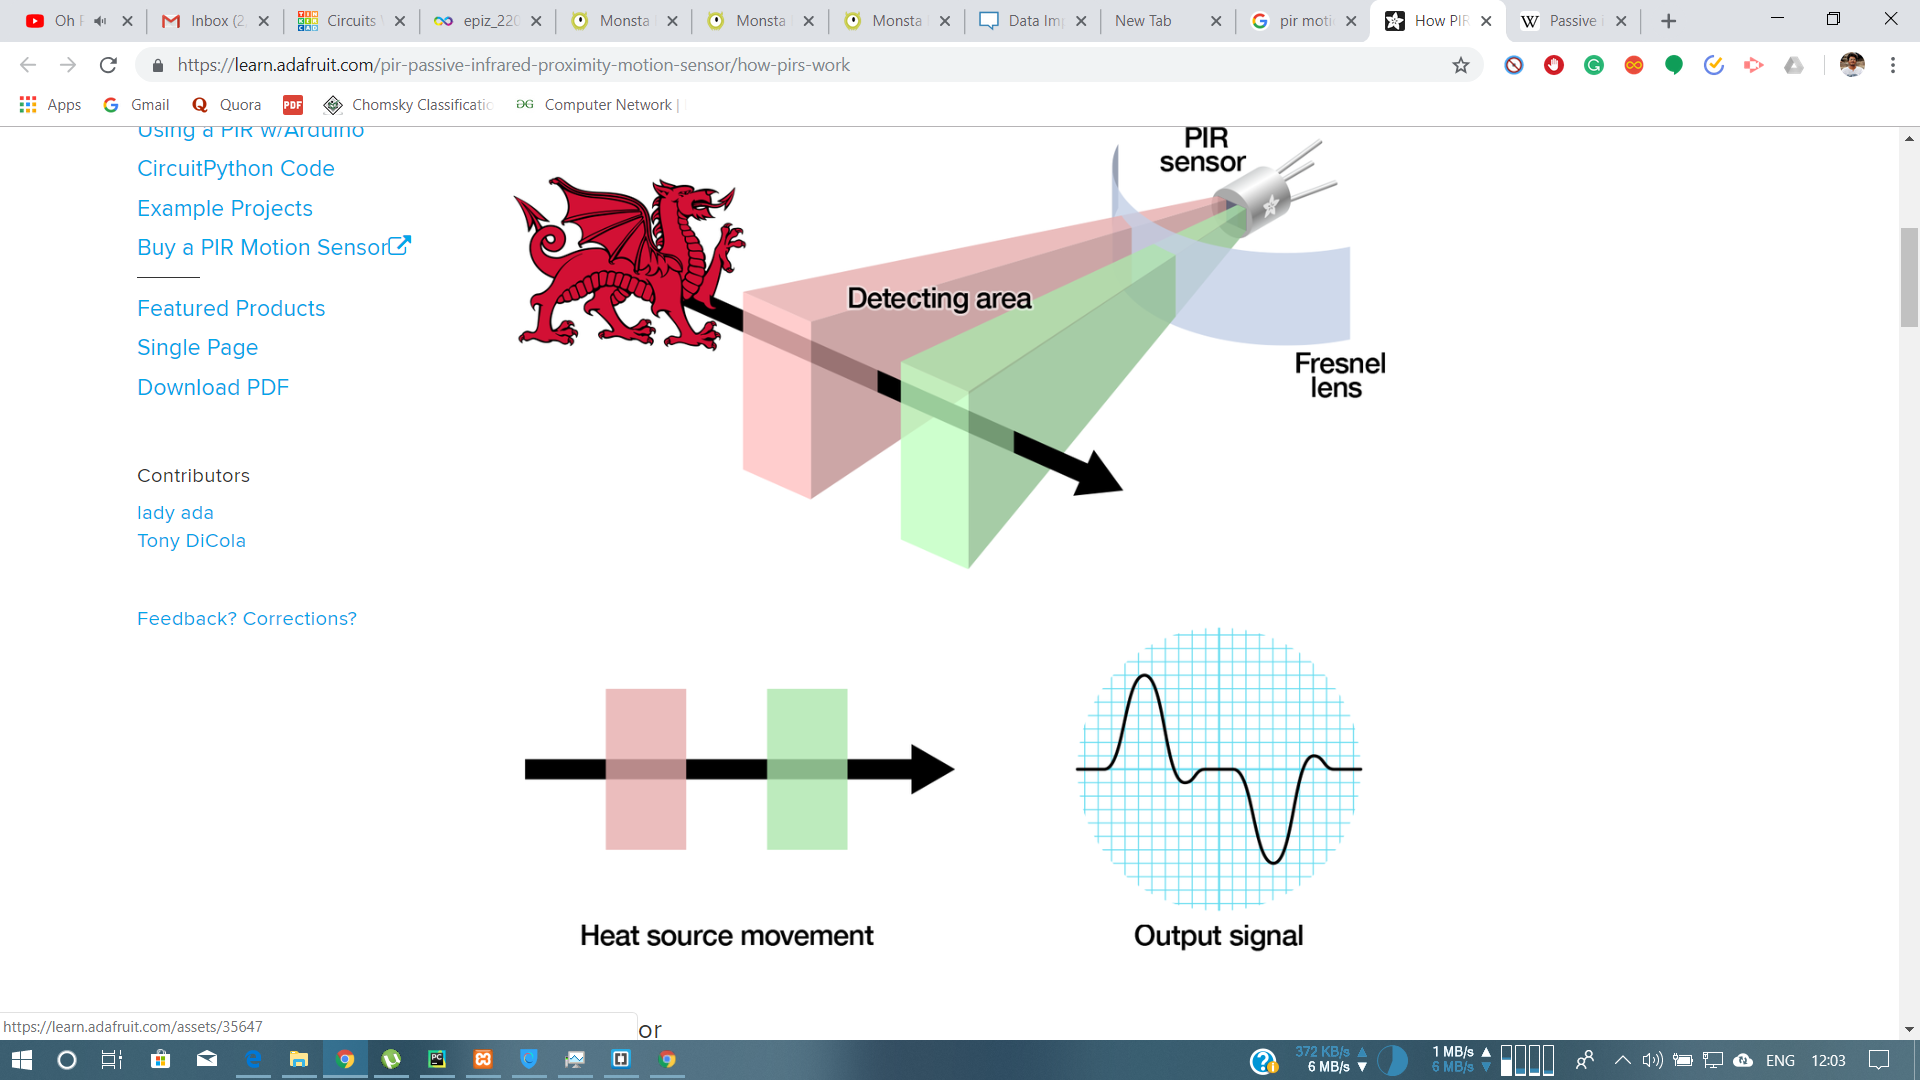 Oh
Inbox (2
Circuits
epiz_220
Monsta
Monsta
Monsta
Data Im
New Tab
pir moti
How PIR
Passive i
https://learn.adafruit.com/pir-passive-infrared-proximity-motion-sensor/how-pirs-work
Apps
Gmail
Quora
PDF
Chomsky Classificatio
Computer Network |
Using a PIR w/Arduino
CircuitPython Code
Example Projects
Buy a PIR Motion Sensor
Featured Products
Single Page
Download PDF
Contributors
lady ada
Tony DiCola
Feedback? Corrections?
PIR
sensor
Detecting area
Fresnel
lens
Heat source movement
Output signal
https://learn.adafruit.com/assets/35647
or
372 KB/s
6 MB/s
1 MB/s
6 MB/s
ENG
12:03